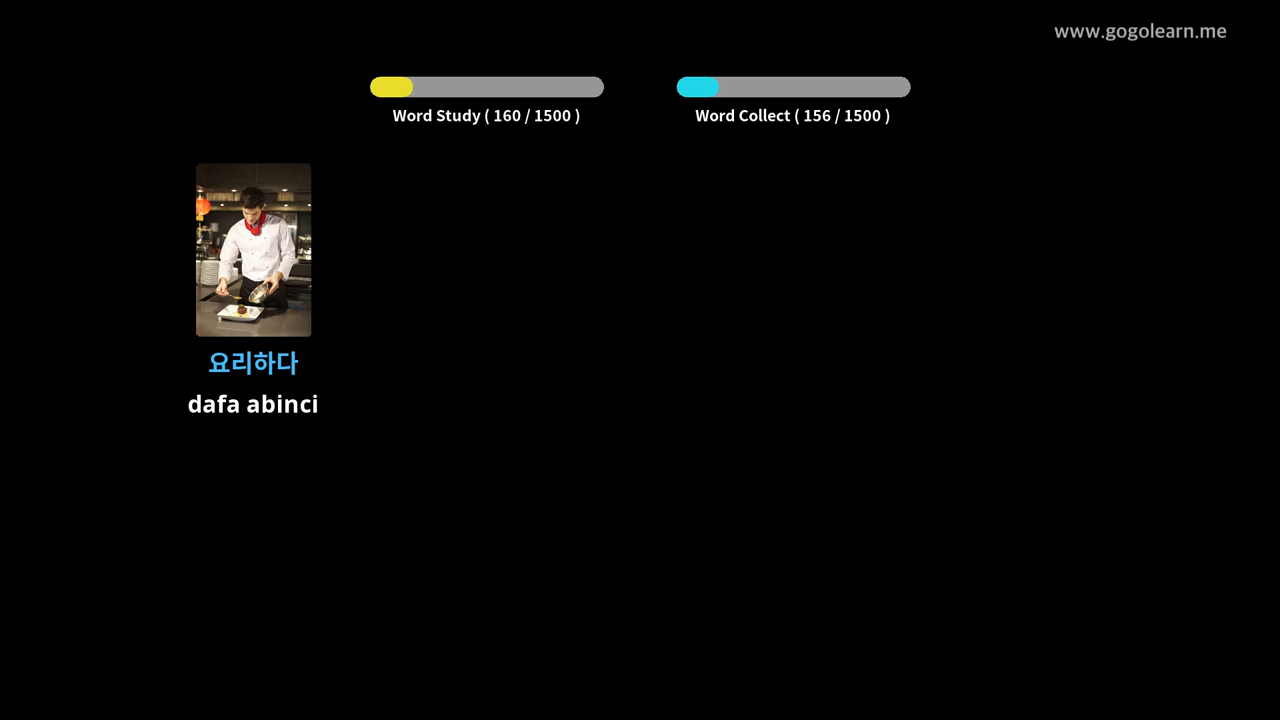 www.gogolearn.me
Word Study ( 160 / 1500 )
Word Collect ( 156 / 1500 )
요리하다
dafa abinci